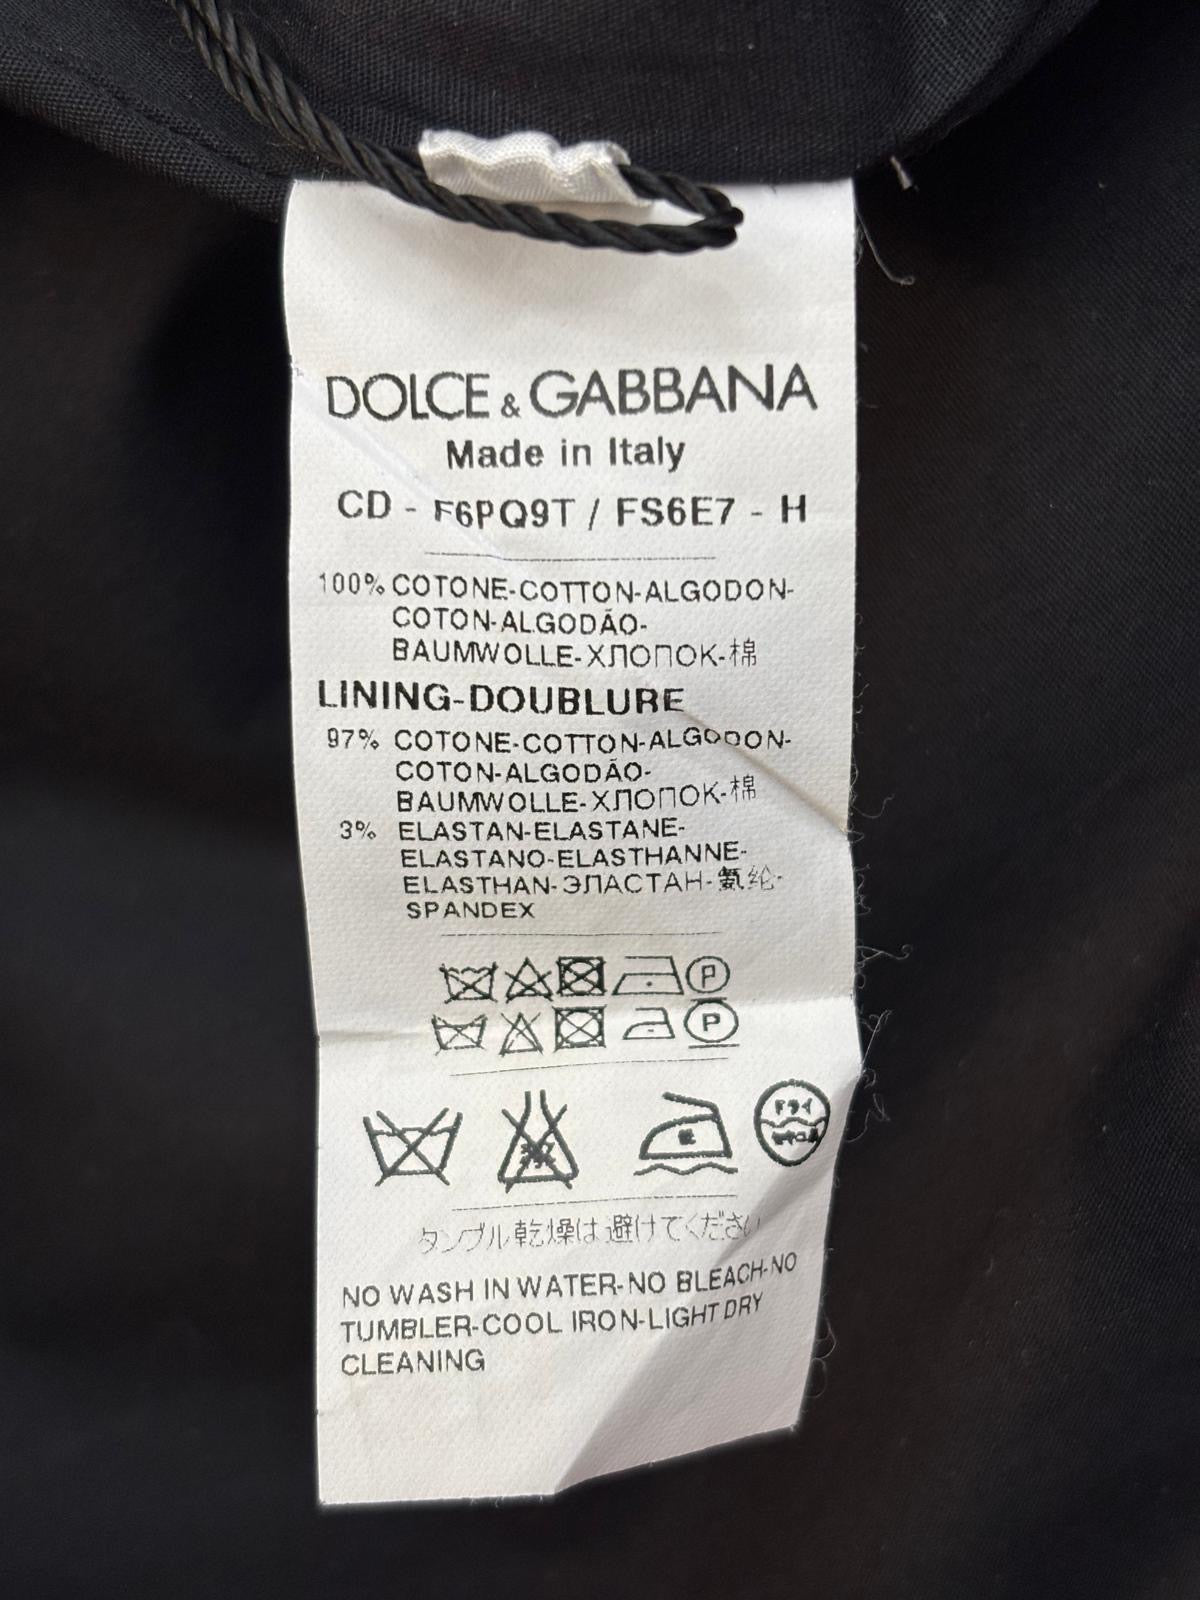 DOLCE & GABBANA
Made in Italy
CD - F6PQ9T / FS6E7 - H
100% COTONE-COTTON-ALGODON-
COTON-ALGODÃO-
BAUMWOLLE-ХЛОПОК-棉
LINING-DOUBLURE
97% COTONE-COTTON-ALGODON-
COTON-ALGODÃO-
BAUMWOLLE-ХЛОПОК-棉
3% ELASTAN-ELASTANE-
ELASTANO-ELASTHANNE-
ELASTHAN-ЭЛАСТАН-氨纶-
SPANDEX
P
P
ドライ
タンブル乾燥は避けてください
NO WASH IN WATER-NO BLEACH-NO
TUMBLER-COOL IRON-LIGHT DRY
CLEANING